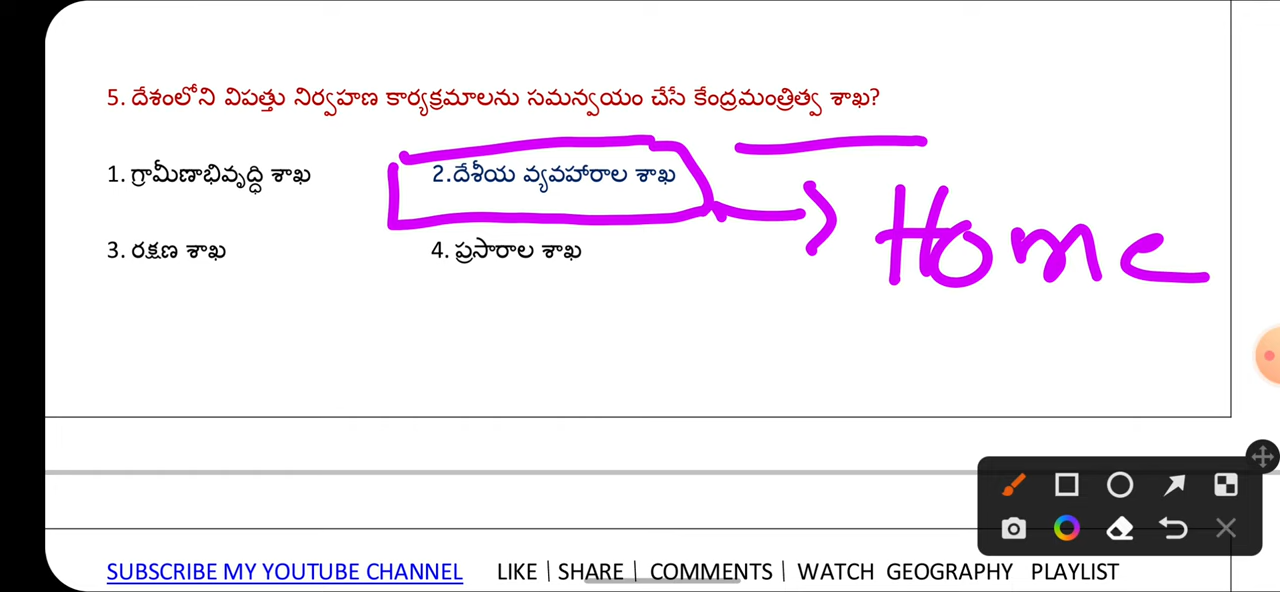 5. దేశంలోని విపత్తు నిర్వహణ కార్యక్రమాలను సమన్వయం చేసే కేంద్రమంత్రిత్వ శాఖ?
1. గ్రామీణాభివృద్ధి శాఖ 2.దేశీయ వ్యవహారాల శాఖ
Home
3. రక్షణ శాఖ 4. ప్రసారాల శాఖ
SUBSCRIBE MY YOUTUBE CHANNEL LIKE | SHARE | COMMENTS | WATCH GEOGRAPHY PLAYLIST